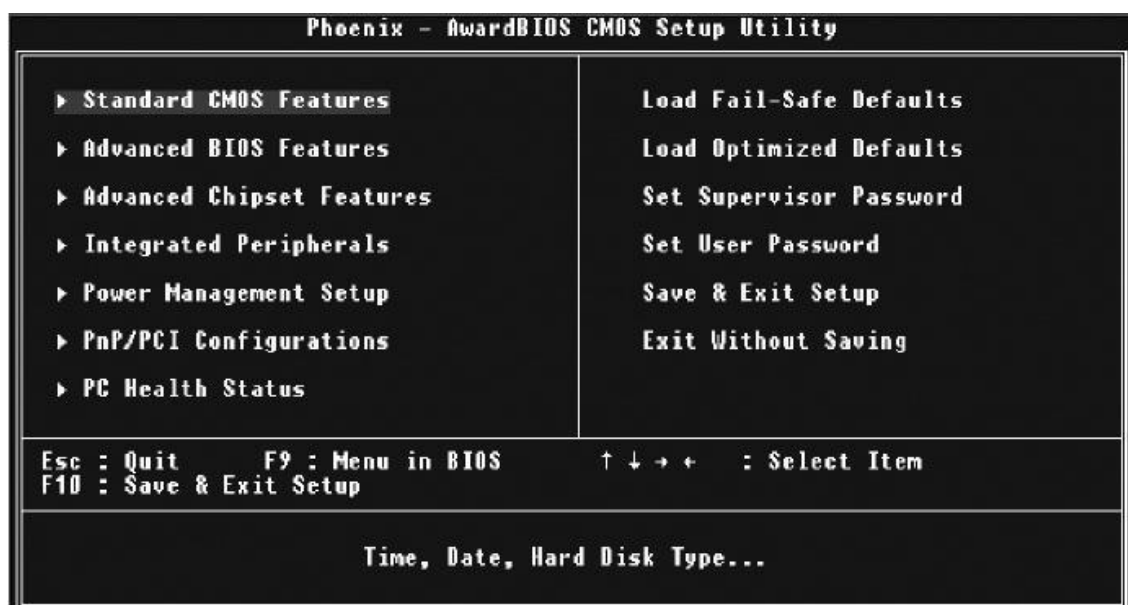 Phoenix - AwardBIOS CMOS Setup Utility
▶ Standard CMOS Features
▶ Advanced BIOS Features
▶ Advanced Chipset Features
▶ Integrated Peripherals
▶ Power Management Setup
▶ PnP/PCI Configurations
▶ PC Health Status
Load Fail-Safe Defaults
Load Optimized Defaults
Set Supervisor Password
Set User Password
Save & Exit Setup
Exit Without Saving
Esc : Quit F9 : Menu in BIOS ↑ ↓ → ← : Select Item
F10 : Save & Exit Setup
Time, Date, Hard Disk Type...